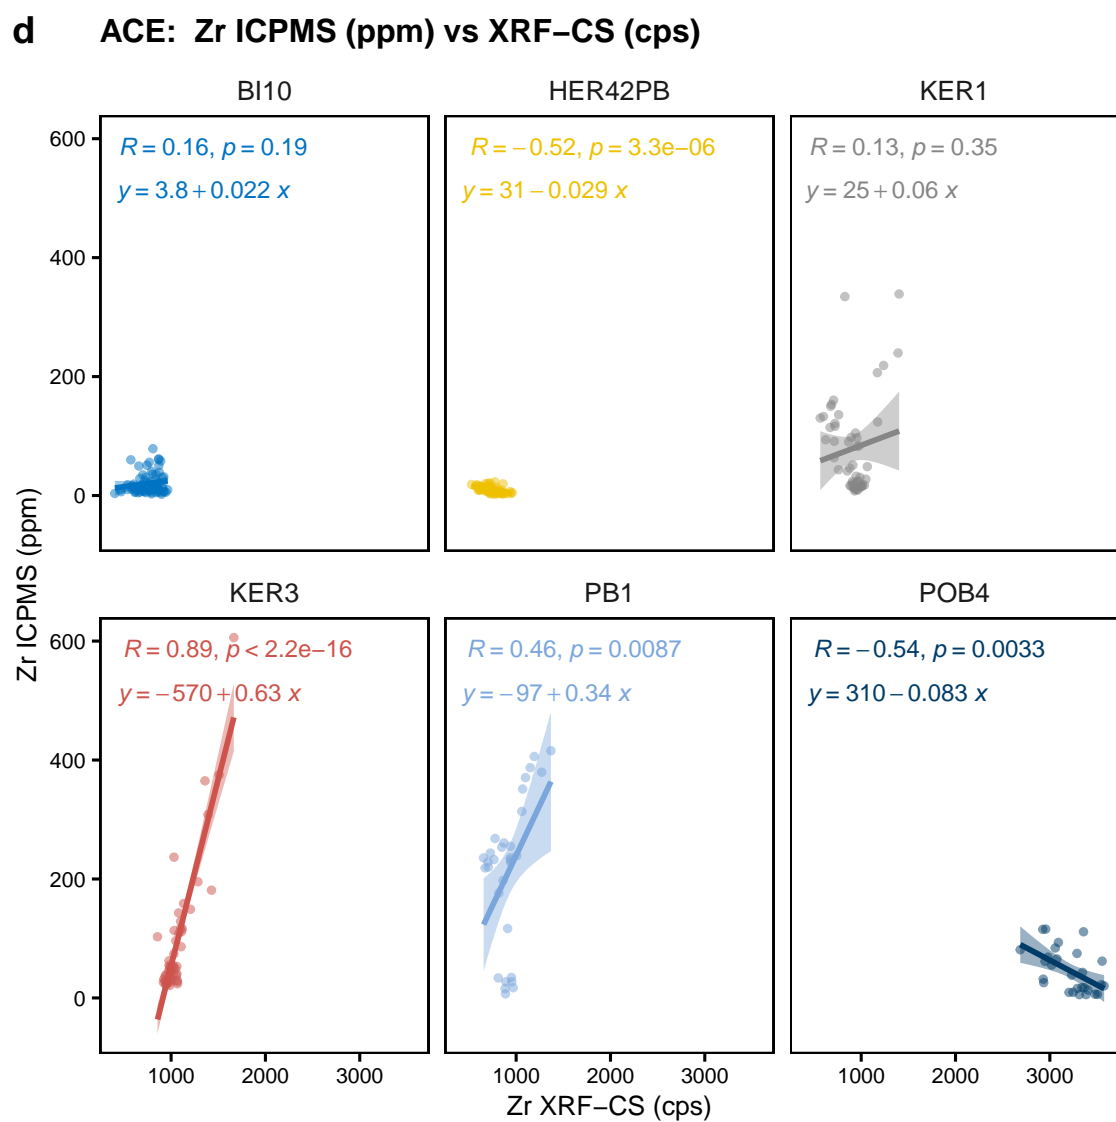 d ACE: Zr ICPMS (ppm) vs XRF−CS (cps)
BI10 HER42PB KER1
R = 0.16, p = 0.19
y = 3.8 + 0.022 x
R = −0.52, p = 3.3e−06
y = 31 − 0.029 x
R = 0.13, p = 0.35
y = 25 + 0.06 x
600
400
200
0
Zr ICPMS (ppm)
KER3 PB1 POB4
R = 0.89, p < 2.2e−16
y = −570 + 0.63 x
R = 0.46, p = 0.0087
y = −97 + 0.34 x
R = −0.54, p = 0.0033
y = 310 − 0.083 x
600
400
200
0
1000 2000 3000 1000 2000 3000 1000 2000 3000
Zr XRF−CS (cps)